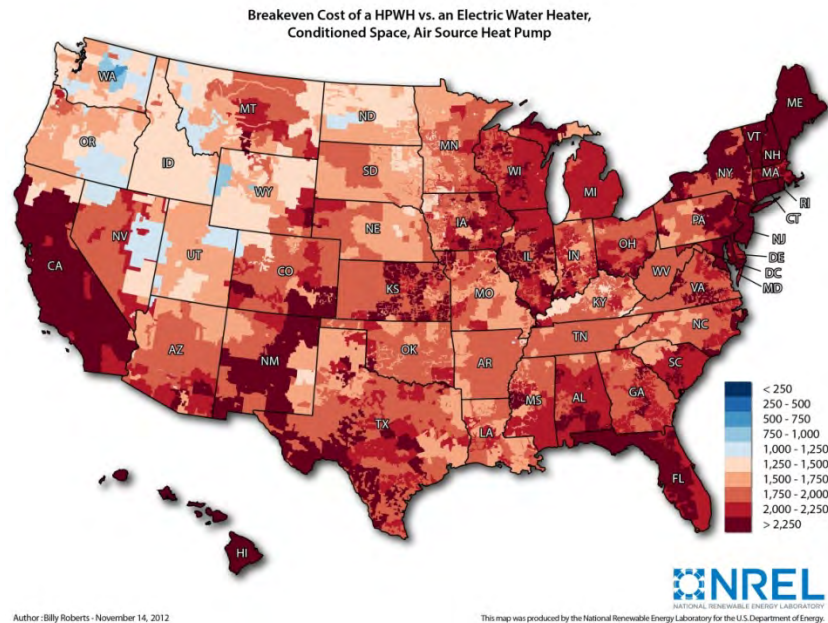 Breakeven Cost of a HPWH vs. an Electric Water Heater,
Conditioned Space, Air Source Heat Pump
WA
MT
ND
OR
ID
WY
SD
MN
WI
MI
NY
VT
ME
NH
MA
RI
CT
NV
UT
CO
NE
IA
IL
IN
OH
PA
NJ
DE
DC
MD
CA
AZ
NM
KS
MO
KY
WV
VA
OK
AR
TN
NC
SC
TX
LA
MS
AL
GA
FL
HI
< 250
250 - 500
500 - 750
750 - 1,000
1,000 - 1,250
1,250 - 1,500
1,500 - 1,750
1,750 - 2,000
2,000 - 2,250
> 2,250
NREL
NATIONAL RENEWABLE ENERGY LABORATORY
Author : Billy Roberts - November 14, 2012
This map was produced by the National Renewable Energy Laboratory for the U.S. Department of Energy.